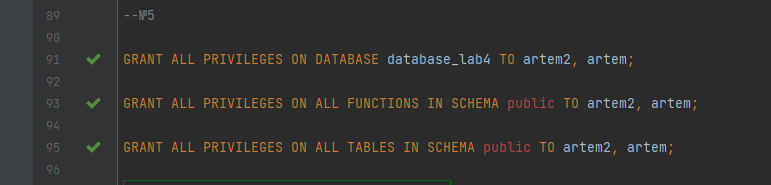 89 --№5
90
91 GRANT ALL PRIVILEGES ON DATABASE database_lab4 TO artem2, artem;
92
93 GRANT ALL PRIVILEGES ON ALL FUNCTIONS IN SCHEMA public TO artem2, artem;
94
95 GRANT ALL PRIVILEGES ON ALL TABLES IN SCHEMA public TO artem2, artem;
96